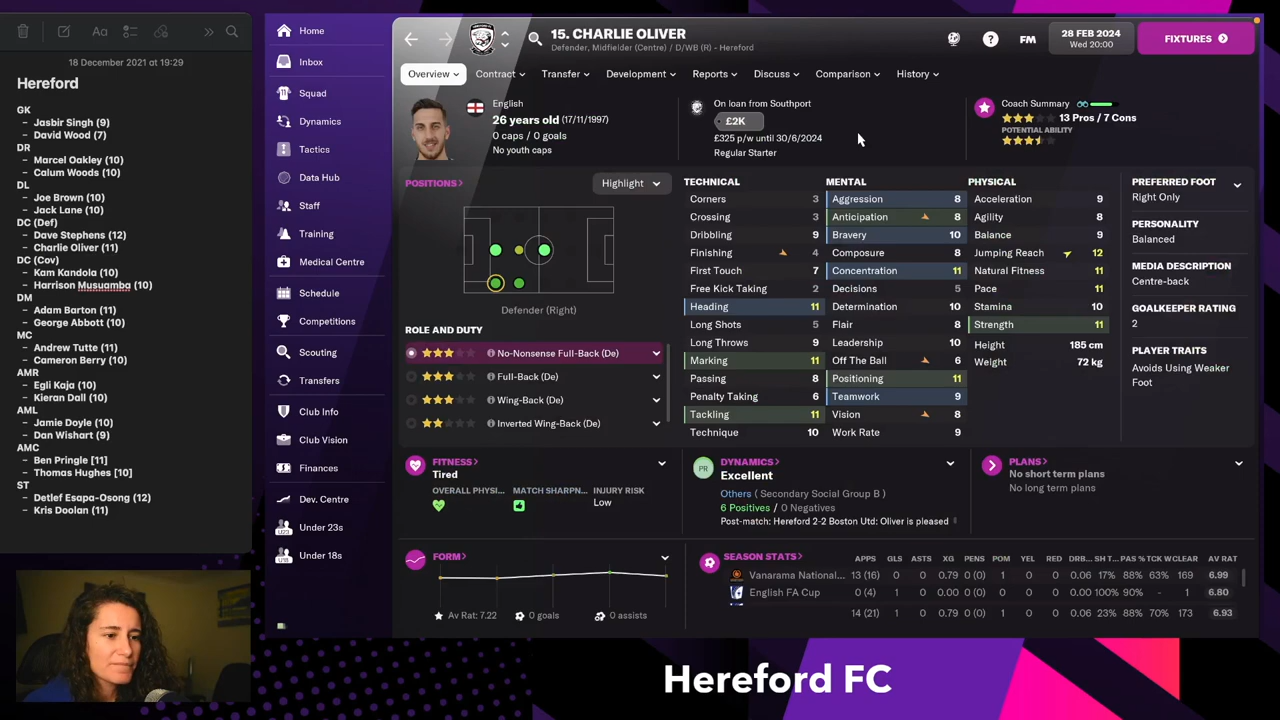 18 December 2021 at 19:29
Hereford
GK
– Jasbir Singh (9)
– David Wood (7)
DR
– Marcel Oakley (10)
– Calum Woods (10)
DL
– Joe Brown (10)
– Jack Lane (10)
DC (Def)
– Dave Stephens (12)
– Charlie Oliver (11)
DC (Cov)
– Kam Kandola (10)
– Harrison Musuamba (10)
DM
– Adam Barton (11)
– George Abbott (10)
MC
– Andrew Tutte (11)
– Cameron Berry (10)
AMR
– Egli Kaja (10)
– Kieran Dall (10)
AML
– Jamie Doyle (10)
– Dan Wishart (9)
AMC
– Ben Pringle [11]
– Thomas Hughes [10]
ST
– Detlef Esapa-Osong (12)
– Kris Doolan (11)
Home
Inbox
Squad
Dynamics
Tactics
Data Hub
Staff
Training
Medical Centre
Schedule
Competitions
Scouting
Transfers
Club Info
Club Vision
Finances
Dev. Centre
Under 23s
Under 18s
15. CHARLIE OLIVER
Defender, Midfielder (Centre) / D/WB (R) - Hereford
FM
28 FEB 2024
Wed 20:00
FIXTURES
Overview Contract Transfer Development Reports Discuss Comparison History
English
26 years old (17/11/1997)
0 caps / 0 goals
No youth caps
On loan from Southport
£2K
£325 p/w until 30/6/2024
Regular Starter
Coach Summary
13 Pros / 7 Cons
POTENTIAL ABILITY
POSITIONS>
Highlight
Defender (Right)
ROLE AND DUTY
No-Nonsense Full-Back (De)
Full-Back (De)
Wing-Back (De)
Inverted Wing-Back (De)
TECHNICAL
Corners 3
Crossing 3
Dribbling 9
Finishing 4
First Touch 7
Free Kick Taking 2
Heading 11
Long Shots 5
Long Throws 9
Marking 11
Passing 8
Penalty Taking 6
Tackling 11
Technique 10
MENTAL
Aggression 8
Anticipation 8
Bravery 10
Composure 8
Concentration 11
Decisions 5
Determination 10
Flair 8
Leadership 10
Off The Ball 6
Positioning 11
Teamwork 9
Vision 8
Work Rate 9
PHYSICAL
Acceleration 9
Agility 8
Balance 9
Jumping Reach 12
Natural Fitness 11
Pace 11
Stamina 10
Strength 11
Height 185 cm
Weight 72 kg
PREFERRED FOOT
Right Only
PERSONALITY
Balanced
MEDIA DESCRIPTION
Centre-back
GOALKEEPER RATING
2
PLAYER TRAITS
Avoids Using Weaker
Foot
FITNESS>
Tired
OVERALL PHYSI... MATCH SHARPN... INJURY RISK
Low
PR
DYNAMICS>
Excellent
Others ( Secondary Social Group B )
6 Positives / 0 Negatives
Post-match: Hereford 2-2 Boston Utd: Oliver is pleased
PLANS>
No short term plans
No long term plans
FORM>
Av Rat: 7.22 0 goals 0 assists
SEASON STATS> APPS GLS ASTS XG PENS POM YEL RED DRB... SH T... PAS % TCK W CLEAR AV RAT
Vanarama National... 13 (16) 0 0 0.79 0 (0) 1 0 0 0.06 17% 88% 63% 169 6.99
English FA Cup 0 (4) 1 0 0.00 0 (0) 0 0 0 0.00 100% 90% - 1 6.80
14 (21) 1 0 0.79 0 (0) 1 0 0 0.06 23% 88% 70% 173 6.93
Hereford FC